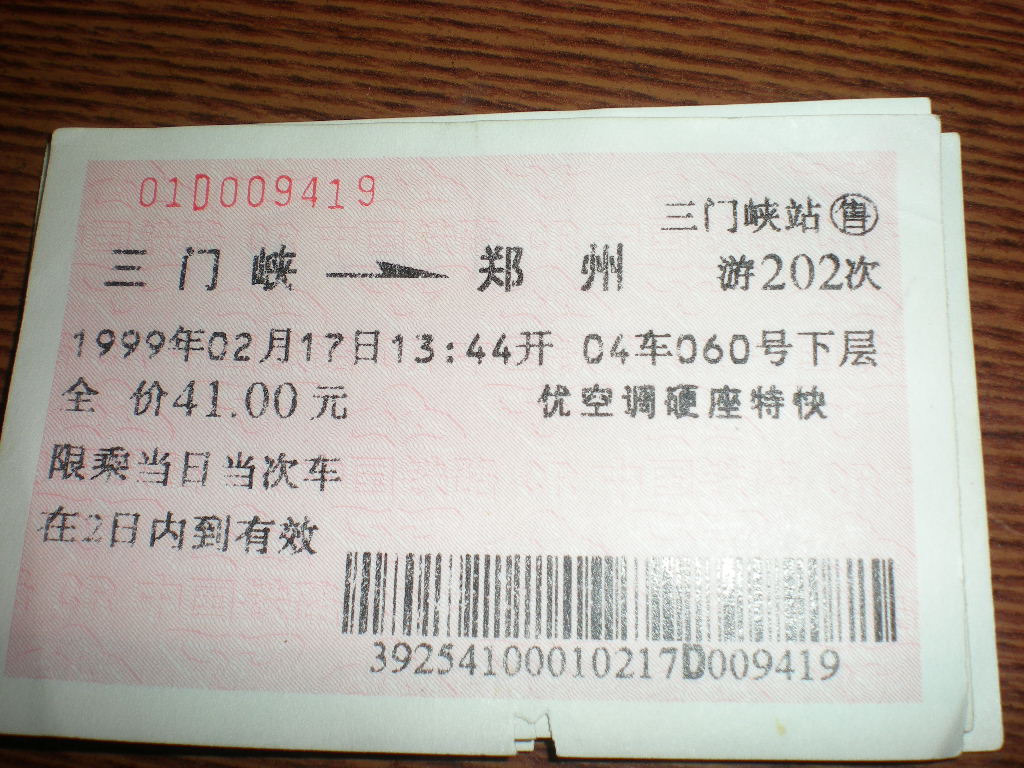 01D009419
三门峡站 售
三门峡 → 郑州 游202次
1999年02月17日13:44开 04车060号下层
全 价41.00元 优空调硬座特快
限乘当日当次车
在2日内到有效
39254100010217D009419